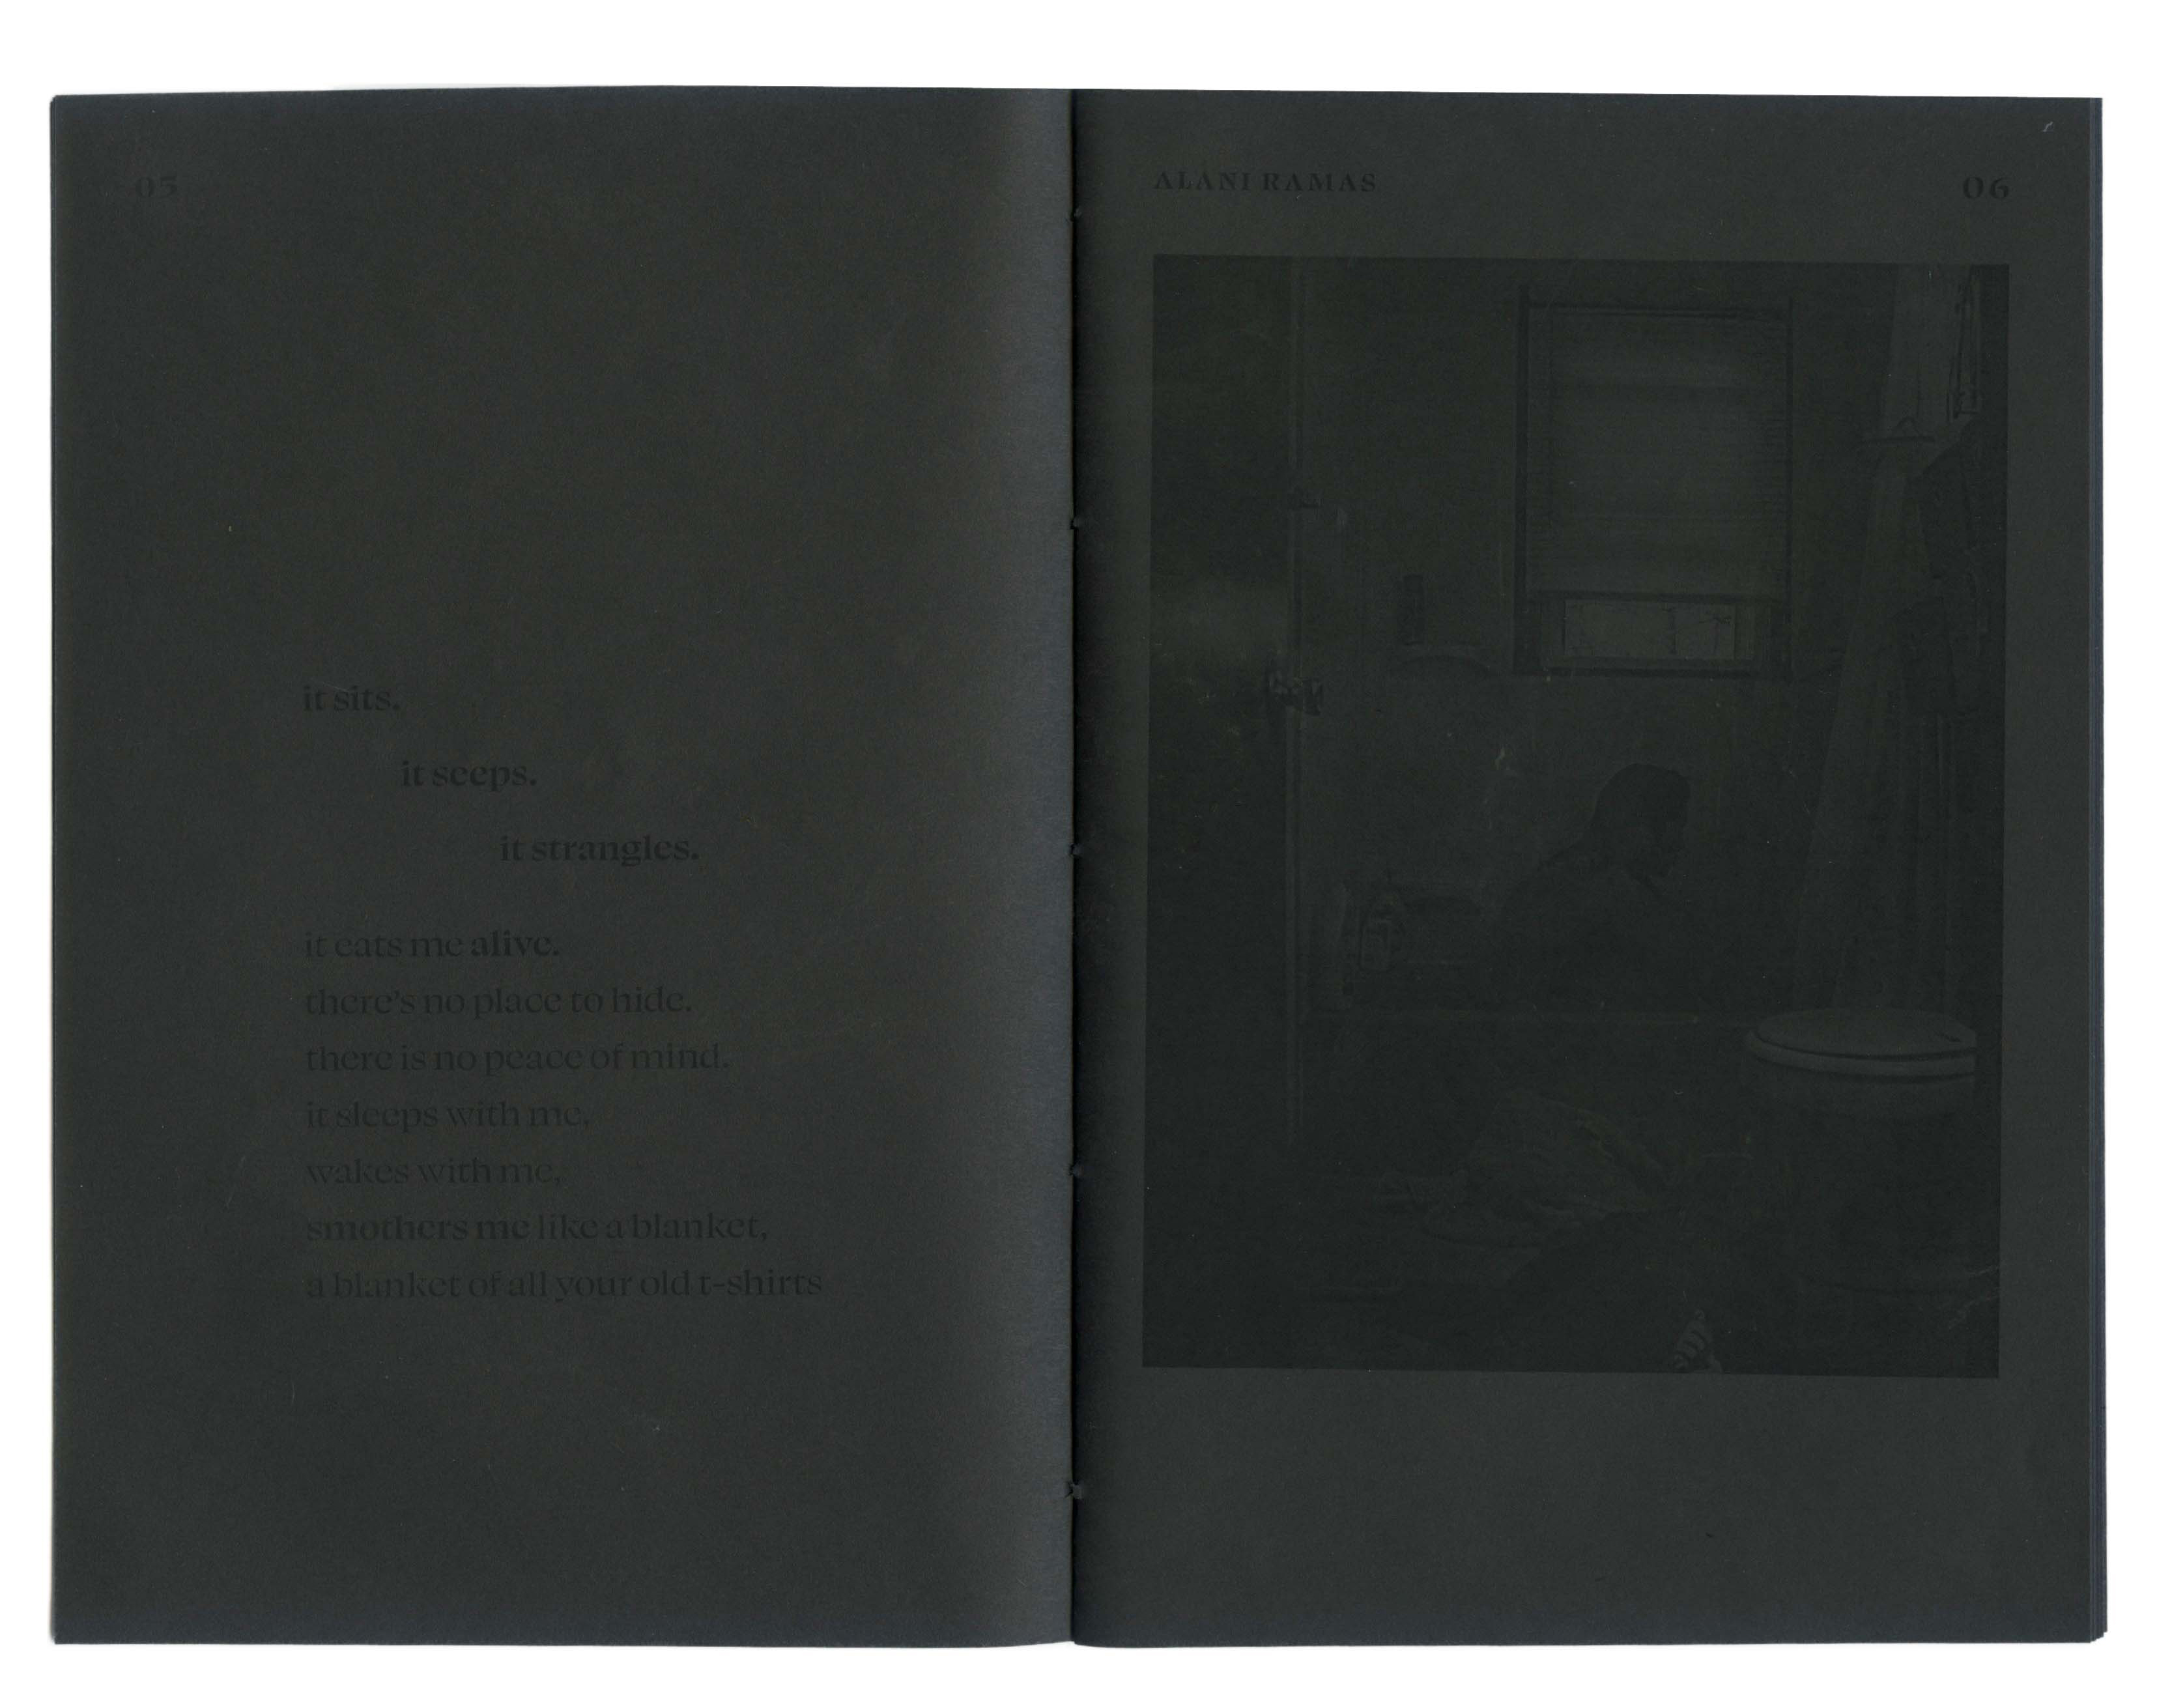 05
it sits.
it seeps.
it strangles.
it eats me alive.
there's no place to hide.
there is no peace of mind.
it sleeps with me,
wakes with me,
smothers me like a blanket,
a blanket of all your old t-shirts
ALANI RAMAS
06